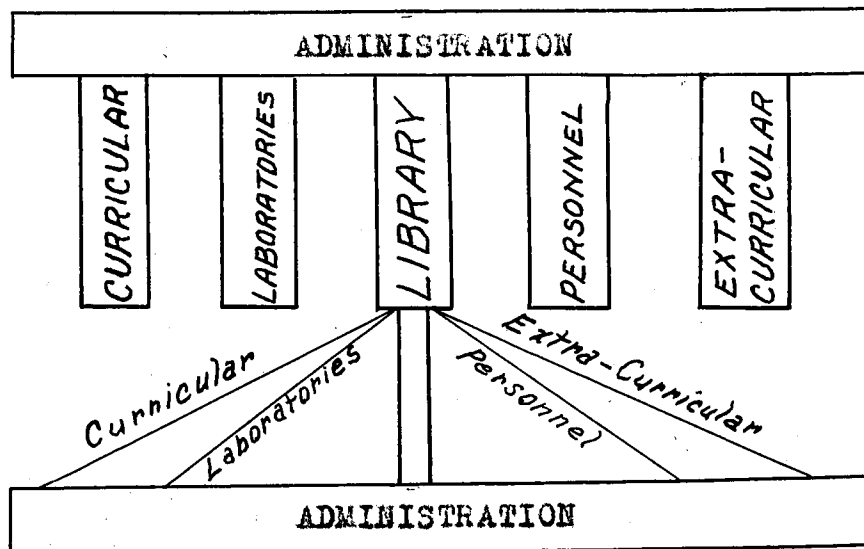 ADMINISTRATION
CURRICULAR
LABORATORIES
LIBRARY
PERSONNEL
EXTRA-
CURRICULAR
Curricular
Laboratories
Personnel
Extra-Curricular
ADMINISTRATION